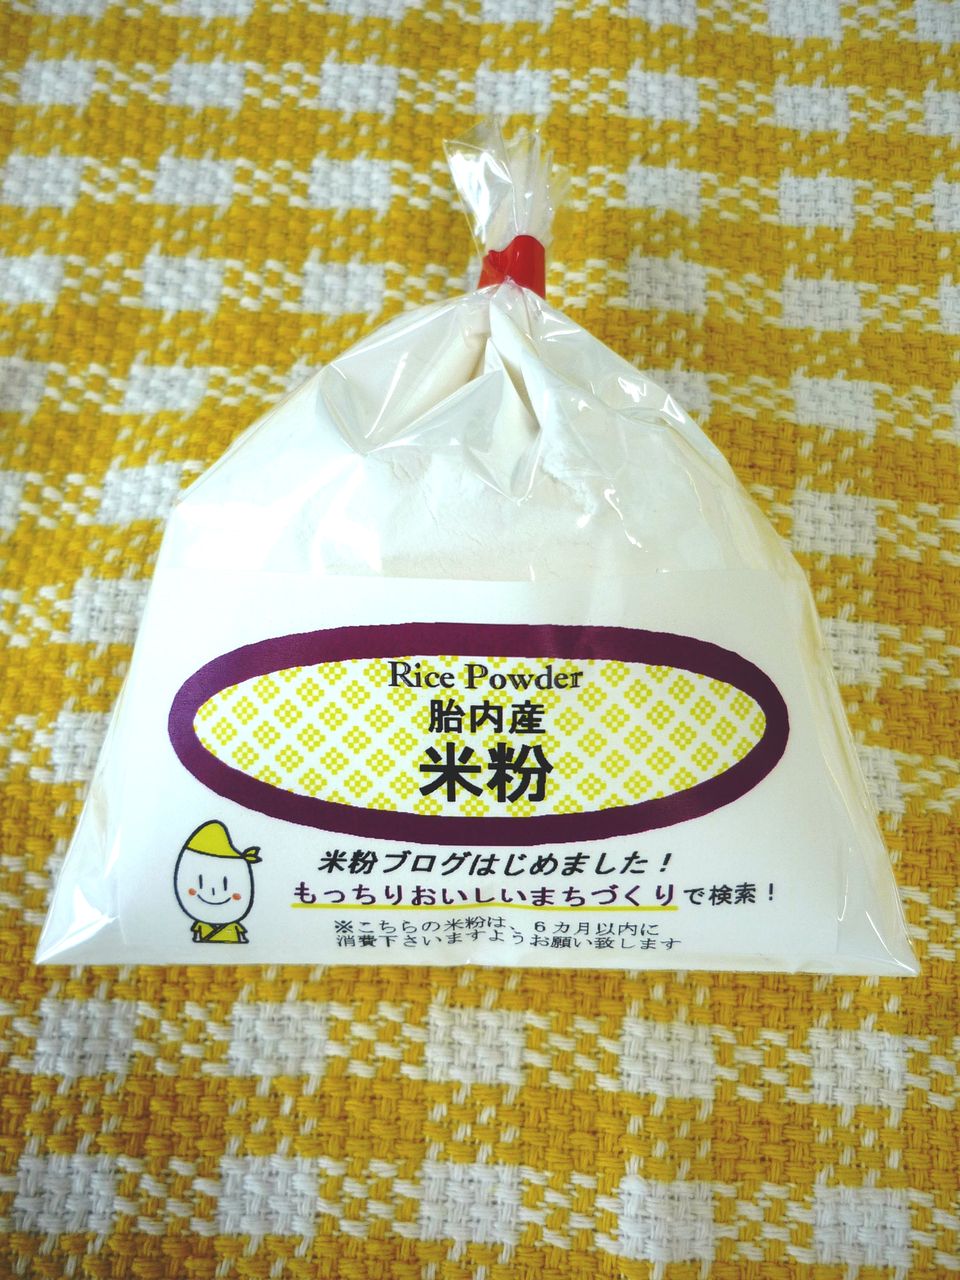 Rice Powder
胎内産
米粉
米粉ブログはじめました！
もっちりおいしいまちづくりで検索！
※こちらの米粉は、６カ月以内に
消費下さいますようお願い致します